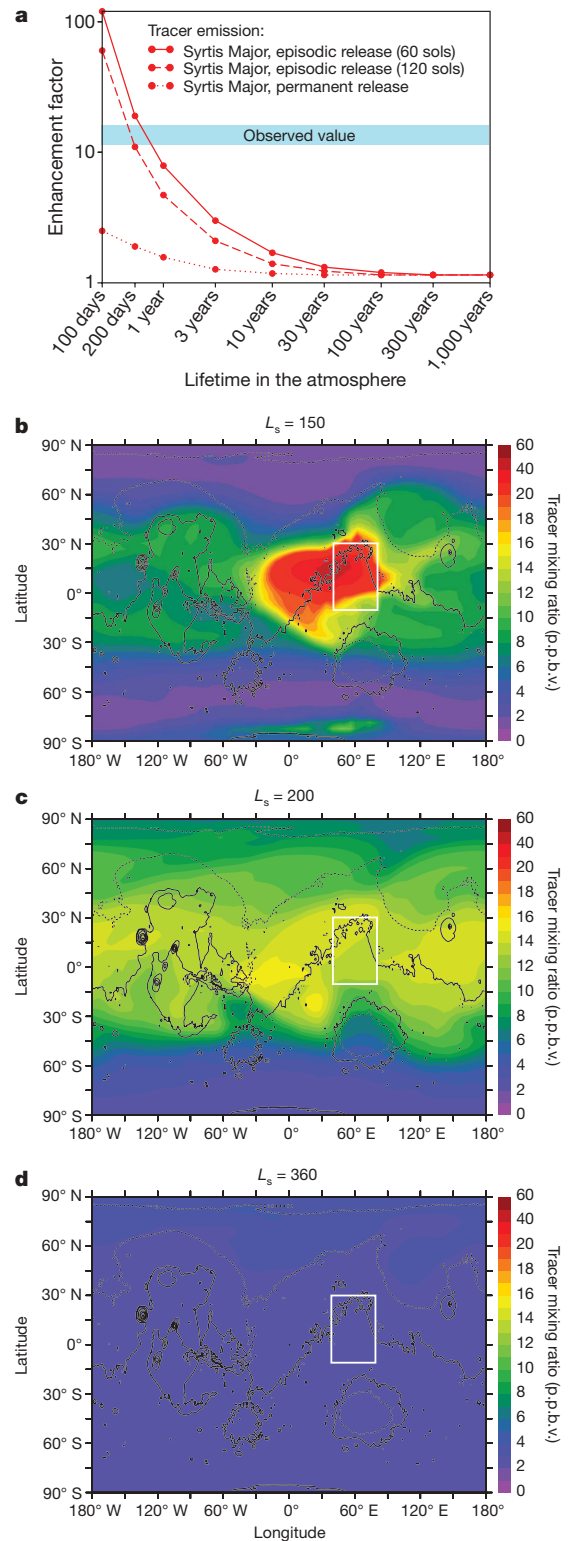 a
Tracer emission:
Syrtis Major, episodic release (60 sols)
Syrtis Major, episodic release (120 sols)
Syrtis Major, permanent release
Observed value
100
10
1
Enhancement factor
100 days
200 days
1 year
3 years
10 years
30 years
100 years
300 years
1,000 years
Lifetime in the atmosphere
b
Ls = 150
90° N
60° N
30° N
0°
30° S
60° S
90° S
Latitude
180° W
120° W
60° W
0°
60° E
120° E
180°
60
40
20
18
16
14
12
10
8
6
4
2
0
Tracer mixing ratio (p.p.b.v.)
c
Ls = 200
90° N
60° N
30° N
0°
30° S
60° S
90° S
Latitude
180° W
120° W
60° W
0°
60° E
120° E
180°
60
40
20
18
16
14
12
10
8
6
4
2
0
Tracer mixing ratio (p.p.b.v.)
d
Ls = 360
90° N
60° N
30° N
0°
30° S
60° S
90° S
Latitude
180° W
120° W
60° W
0°
60° E
120° E
180°
Longitude
60
40
20
18
16
14
12
10
8
6
4
2
0
Tracer mixing ratio (p.p.b.v.)